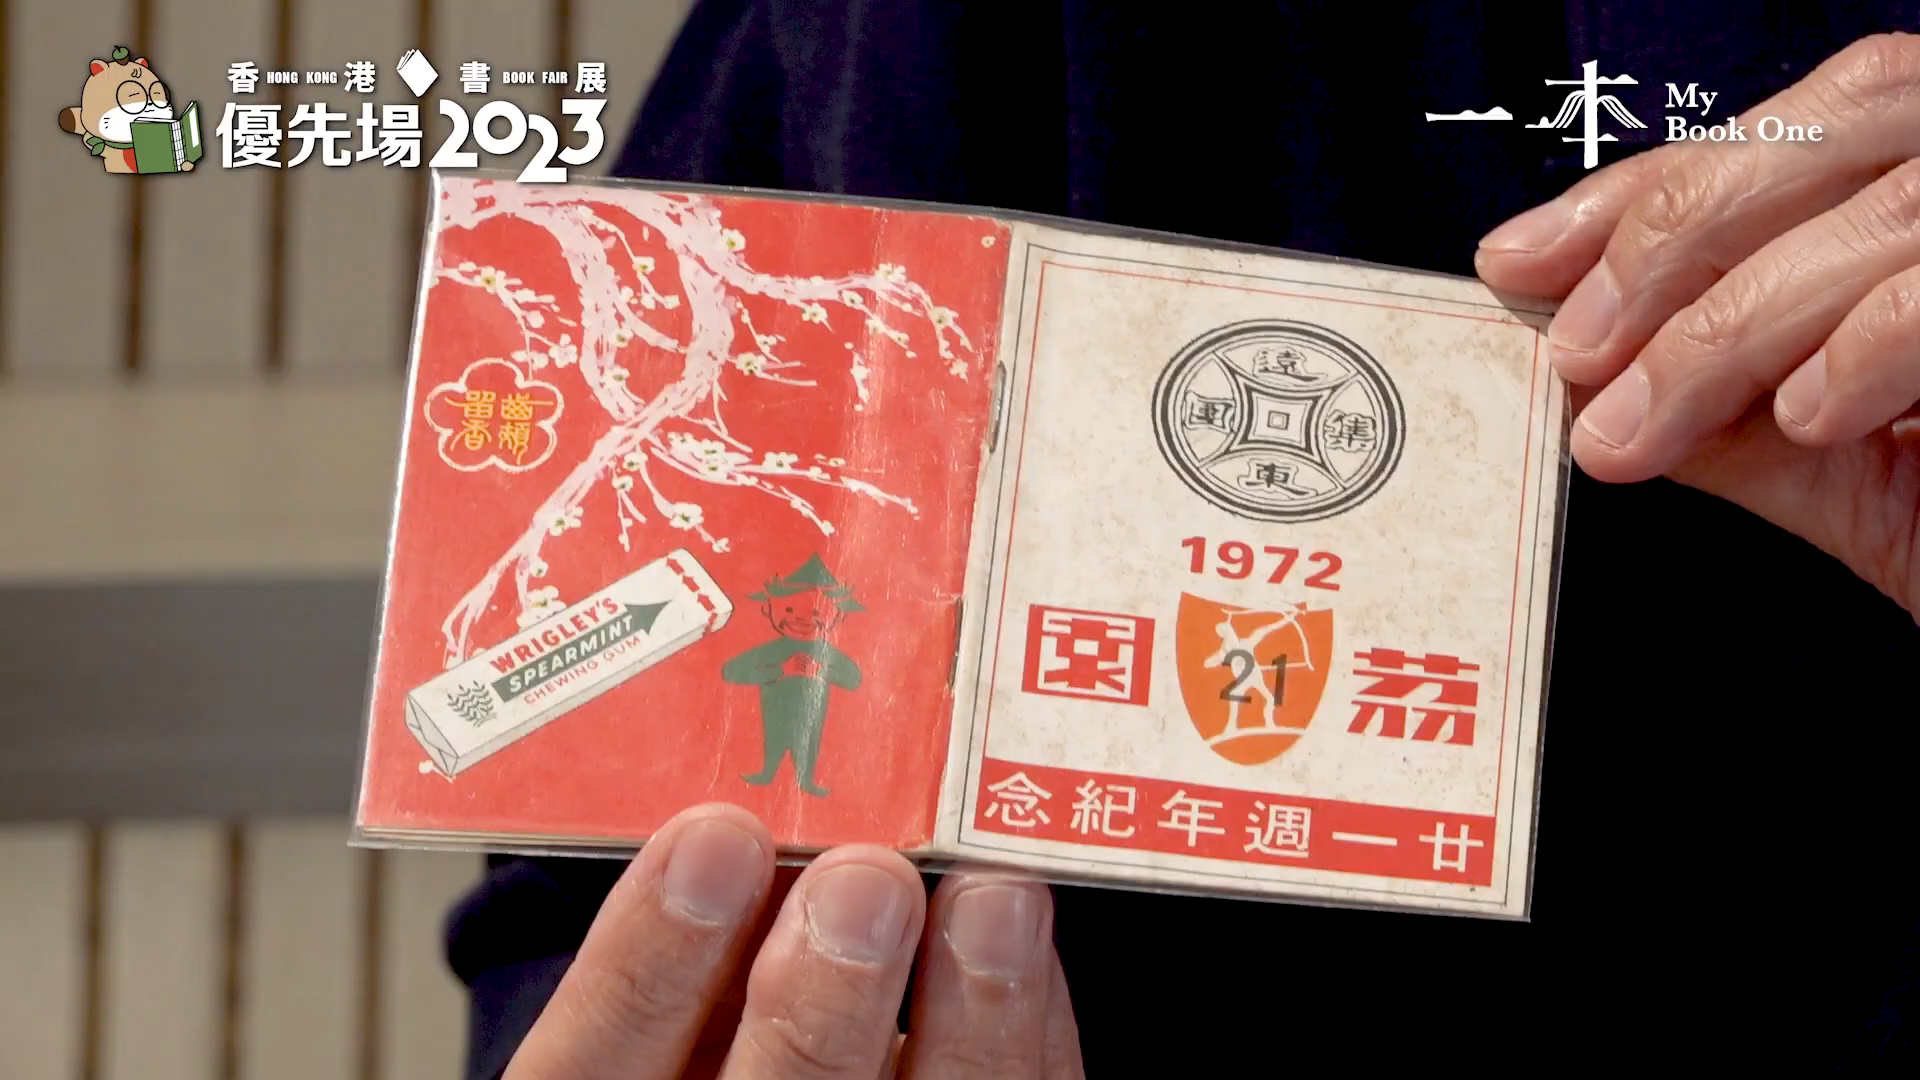 香 HONG KONG 港 書 BOOK FAIR 展
優先場2023
一本 My Book One
齒頰留香
WRIGLEY'S
SPEARMINT
CHEWING GUM
遠東集團
1972
荔園
21
廿一週年紀念